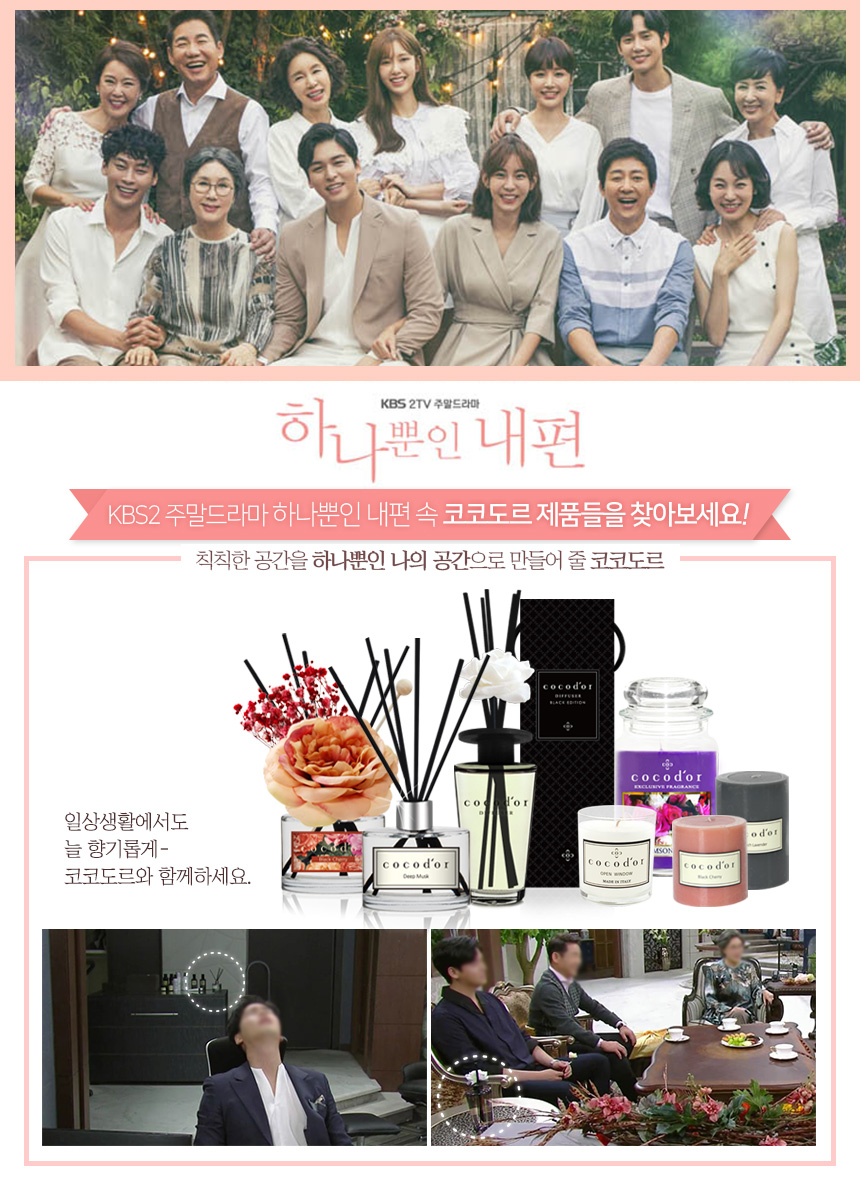 KBS 2TV 주말드라마
하나뿐인 내편
KBS2 주말드라마 하나뿐인 내편 속 코코도르 제품들을 찾아보세요!
칙칙한 공간을 하나뿐인 나의 공간으로 만들어 줄 코코도르
일상생활에서도
늘 향기롭게-
코코도르와 함께하세요.
cocod'or
Black Cherry
cocod'or
Deep Musk
cocod'or
cocod'or
DIFFUSER
BLACK EDITION
cocod'or
OPEN WINDOW
MADE IN ITALY
cocod'or
EXCLUSIVE FRAGRANCE
cocod'or
Black Cherry
cod'or
Lavender